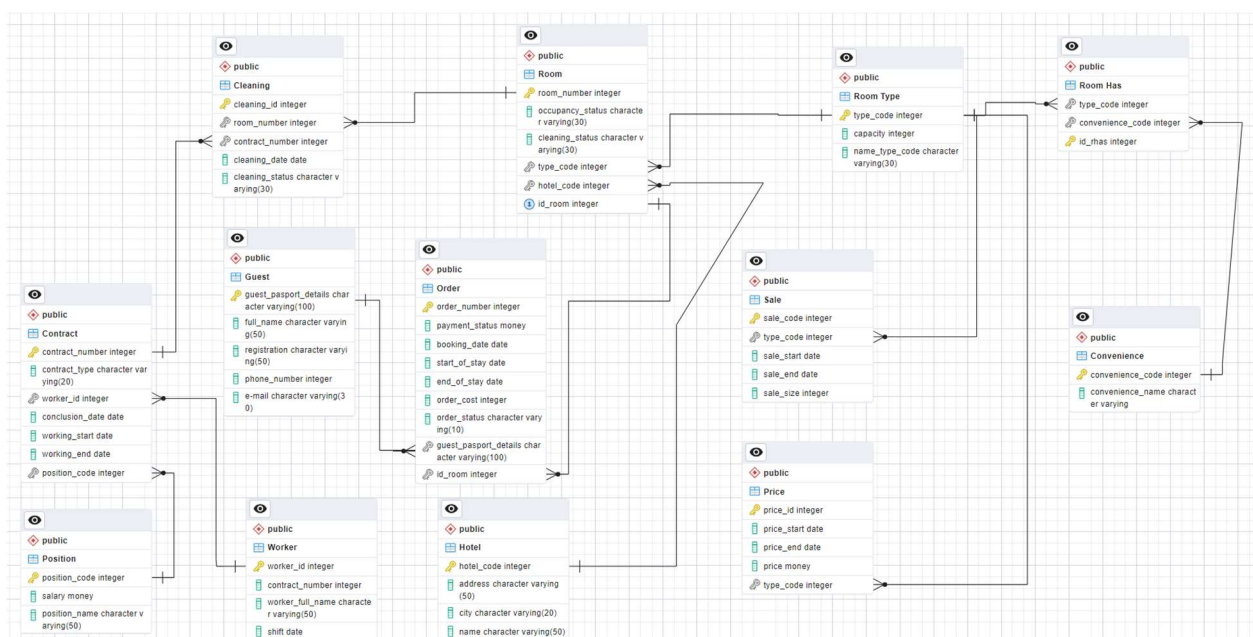 public
Cleaning
cleaning_id integer
room_number integer
contract_number integer
cleaning_date date
cleaning_status character v
arying(30)
public
Room
room_number integer
occupancy_status characte
r varying(30)
cleaning_status character v
arying(30)
type_code integer
hotel_code integer
1 id_room integer
public
Room Type
type_code integer
capacity integer
name_type_code character
varying(30)
public
Room Has
type_code integer
convenience_code integer
id_rhas integer
public
Guest
guest_pasport_details char
acter varying(100)
full_name character varyin
g(50)
registration character varyi
ng(50)
phone_number integer
e-mail character varying(3
0)
public
Order
order_number integer
payment_status money
booking_date date
start_of_stay date
end_of_stay date
order_cost integer
order_status character vary
ing(10)
guest_pasport_details char
acter varying(100)
id_room integer
public
Sale
sale_code integer
type_code integer
sale_start date
sale_end date
sale_size integer
public
Contract
contract_number integer
contract_type character var
ying(20)
worker_id integer
conclusion_date date
working_start date
working_end date
position_code integer
public
Convenience
convenience_code integer
convenience_name charact
er varying
public
Price
price_id integer
price_start date
price_end date
price money
type_code integer
public
Position
position_code integer
salary money
position_name character v
arying(50)
public
Worker
worker_id integer
contract_number integer
worker_full_name characte
r varying(50)
shift date
public
Hotel
hotel_code integer
address character varying
(50)
city character varying(20)
name character varying(50)